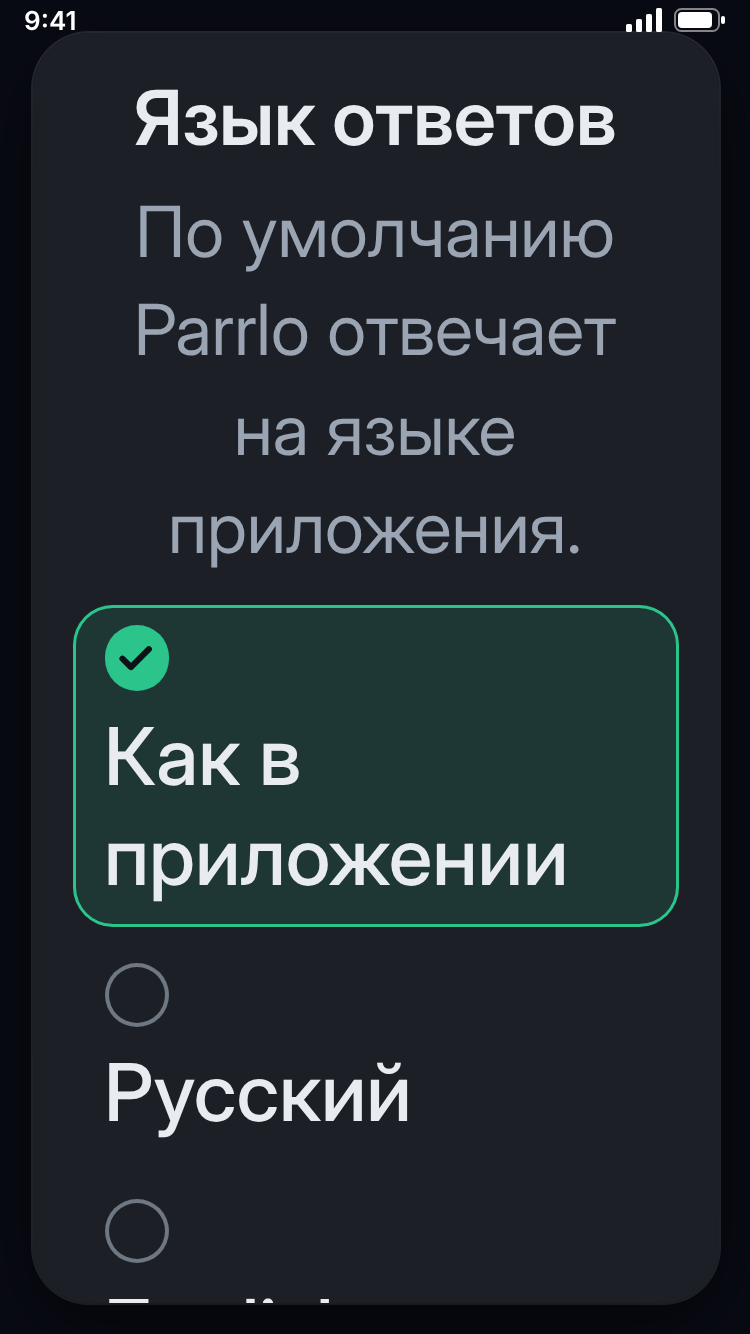 9:41
Язык ответов
По умолчанию
Parrlo отвечает
на языке
приложения.
Как в
приложении
Русский